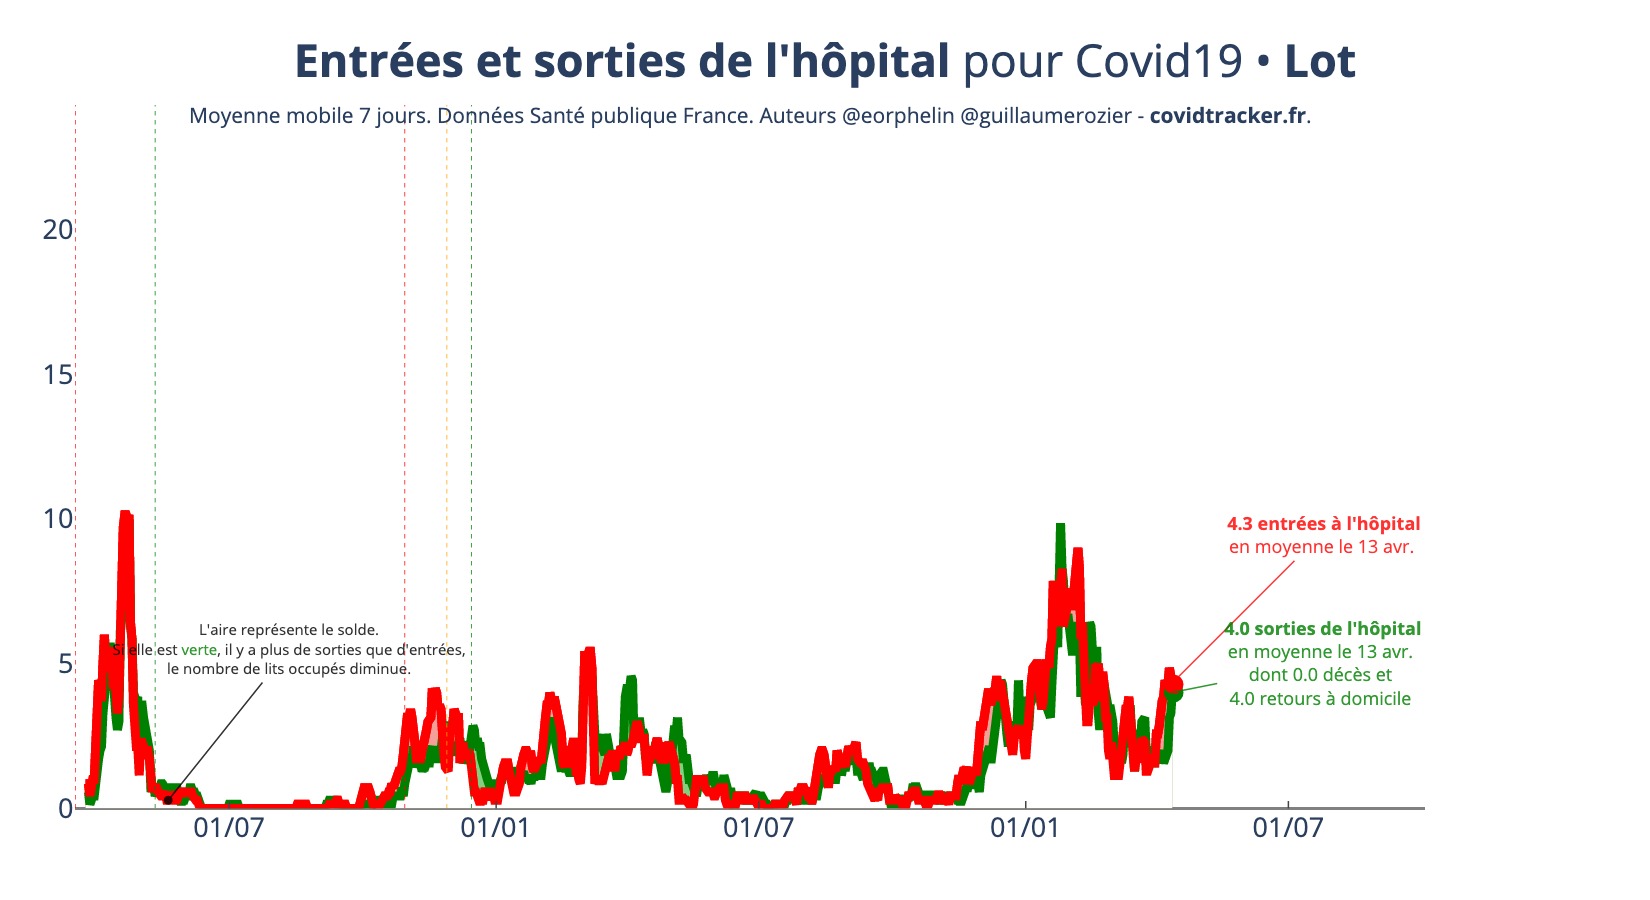 Entrées et sorties de l'hôpital pour Covid19 • Lot
Moyenne mobile 7 jours. Données Santé publique France. Auteurs @eorphelin @guillaumerozier - covidtracker.fr.
20
15
10
5
0
4.3 entrées à l'hôpital
en moyenne le 13 avr.
4.0 sorties de l'hôpital
en moyenne le 13 avr.
dont 0.0 décès et
4.0 retours à domicile
L'aire représente le solde.
Si elle est verte, il y a plus de sorties que d'entrées,
le nombre de lits occupés diminue.
01/07
01/01
01/07
01/01
01/07